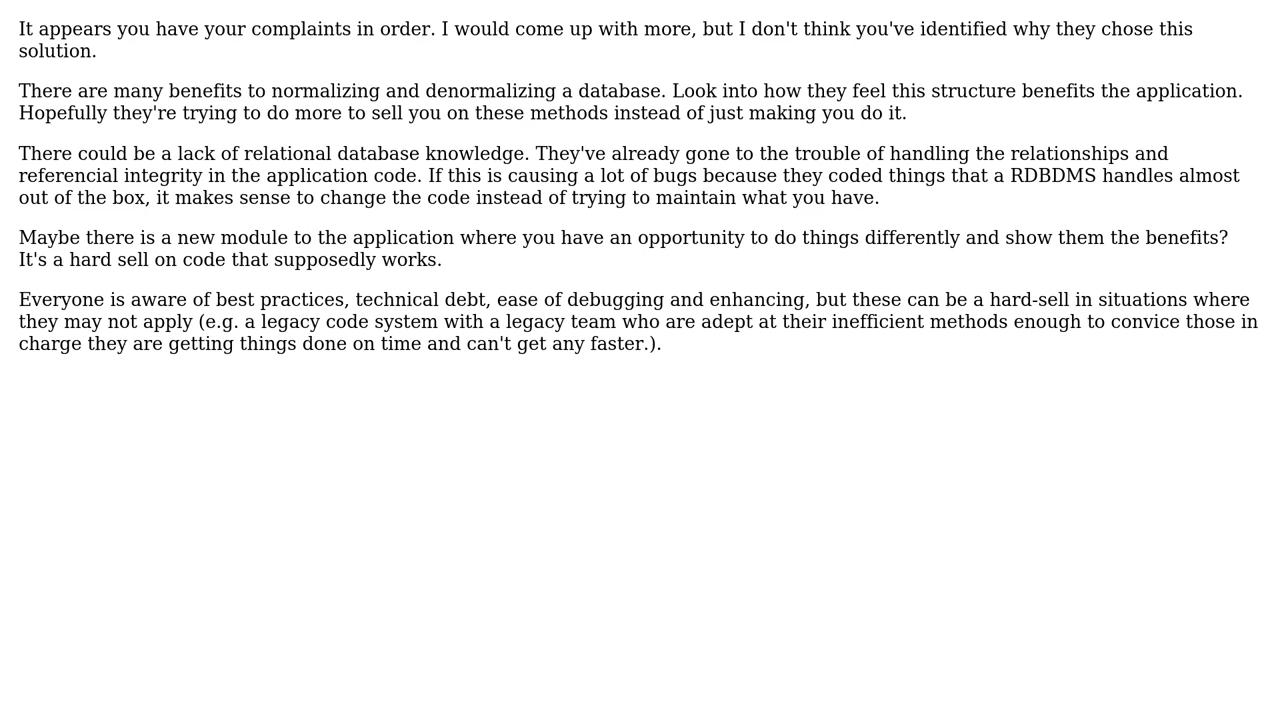 It appears you have your complaints in order. I would come up with more, but I don't think you've identified why they chose this
solution.
There are many benefits to normalizing and denormalizing a database. Look into how they feel this structure benefits the application.
Hopefully they're trying to do more to sell you on these methods instead of just making you do it.
There could be a lack of relational database knowledge. They've already gone to the trouble of handling the relationships and
referencial integrity in the application code. If this is causing a lot of bugs because they coded things that a RDBDMS handles almost
out of the box, it makes sense to change the code instead of trying to maintain what you have.
Maybe there is a new module to the application where you have an opportunity to do things differently and show them the benefits?
It's a hard sell on code that supposedly works.
Everyone is aware of best practices, technical debt, ease of debugging and enhancing, but these can be a hard-sell in situations where
they may not apply (e.g. a legacy code system with a legacy team who are adept at their inefficient methods enough to convice those in
charge they are getting things done on time and can't get any faster.).